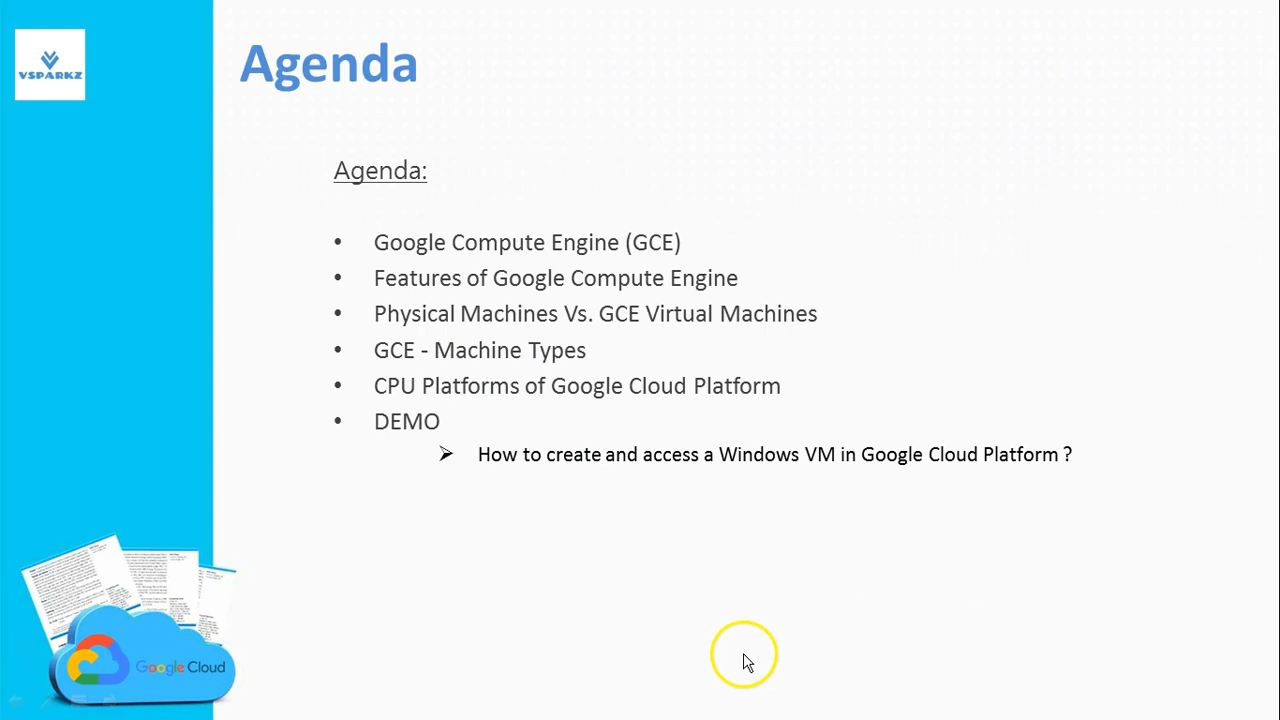 VSPARKZ
Agenda
Agenda:
• Google Compute Engine (GCE)
• Features of Google Compute Engine
• Physical Machines Vs. GCE Virtual Machines
• GCE - Machine Types
• CPU Platforms of Google Cloud Platform
• DEMO
➢ How to create and access a Windows VM in Google Cloud Platform ?
Google Cloud